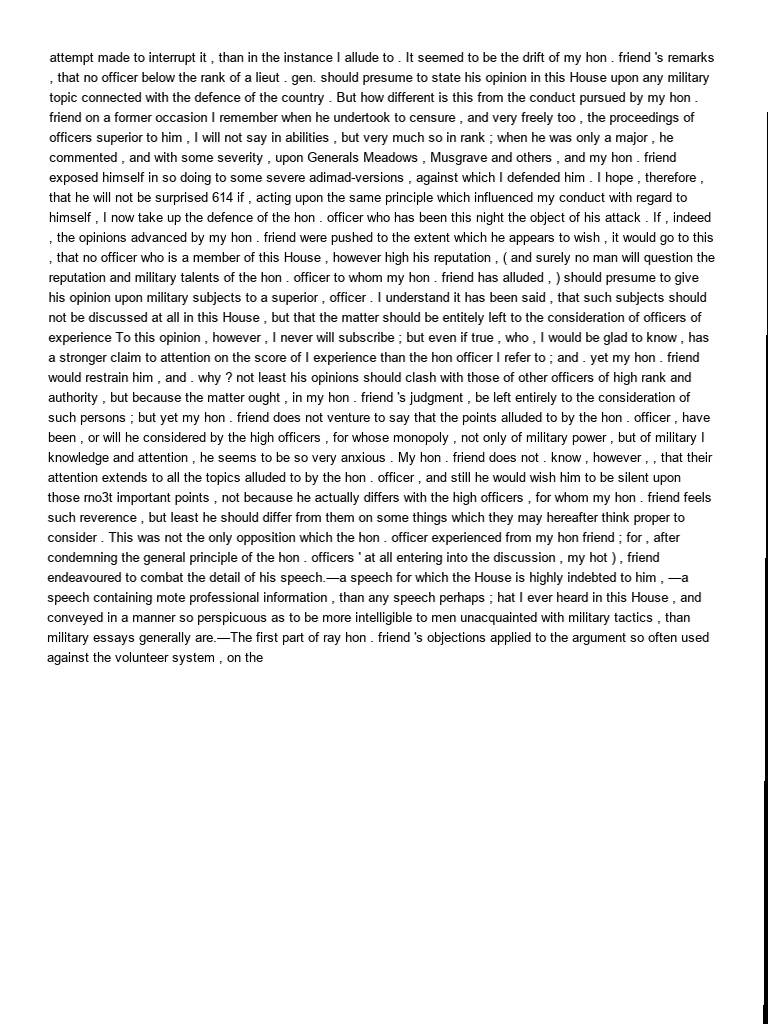 attempt made to interrupt it , than in the instance I allude to . It seemed to be the drift of my hon . friend 's remarks
, that no officer below the rank of a lieut . gen. should presume to state his opinion in this House upon any military
topic connected with the defence of the country . But how different is this from the conduct pursued by my hon .
friend on a former occasion I remember when he undertook to censure , and very freely too , the proceedings of
officers superior to him , I will not say in abilities , but very much so in rank ; when he was only a major , he
commented , and with some severity , upon Generals Meadows , Musgrave and others , and my hon . friend
exposed himself in so doing to some severe adimad-versions , against which I defended him . I hope , therefore ,
that he will not be surprised 614 if , acting upon the same principle which influenced my conduct with regard to
himself , I now take up the defence of the hon . officer who has been this night the object of his attack . If , indeed
, the opinions advanced by my hon . friend were pushed to the extent which he appears to wish , it would go to this
, that no officer who is a member of this House , however high his reputation , ( and surely no man will question the
reputation and military talents of the hon . officer to whom my hon . friend has alluded , ) should presume to give
his opinion upon military subjects to a superior , officer . I understand it has been said , that such subjects should
not be discussed at all in this House , but that the matter should be entitely left to the consideration of officers of
experience To this opinion , however , I never will subscribe ; but even if true , who , I would be glad to know , has
a stronger claim to attention on the score of I experience than the hon officer I refer to ; and . yet my hon . friend
would restrain him , and . why ? not least his opinions should clash with those of other officers of high rank and
authority , but because the matter ought , in my hon . friend 's judgment , be left entirely to the consideration of
such persons ; but yet my hon . friend does not venture to say that the points alluded to by the hon . officer , have
been , or will he considered by the high officers , for whose monopoly , not only of military power , but of military I
knowledge and attention , he seems to be so very anxious . My hon . friend does not . know , however , , that their
attention extends to all the topics alluded to by the hon . officer , and still he would wish him to be silent upon
those rno3t important points , not because he actually differs with the high officers , for whom my hon . friend feels
such reverence , but least he should differ from them on some things which they may hereafter think proper to
consider . This was not the only opposition which the hon . officer experienced from my hon friend ; for , after
condemning the general principle of the hon . officers ' at all entering into the discussion , my hot ) , friend
endeavoured to combat the detail of his speech.—a speech for which the House is highly indebted to him , —a
speech containing mote professional information , than any speech perhaps ; hat I ever heard in this House , and
conveyed in a manner so perspicuous as to be more intelligible to men unacquainted with military tactics , than
military essays generally are.—The first part of ray hon . friend 's objections applied to the argument so often used
against the volunteer system , on the